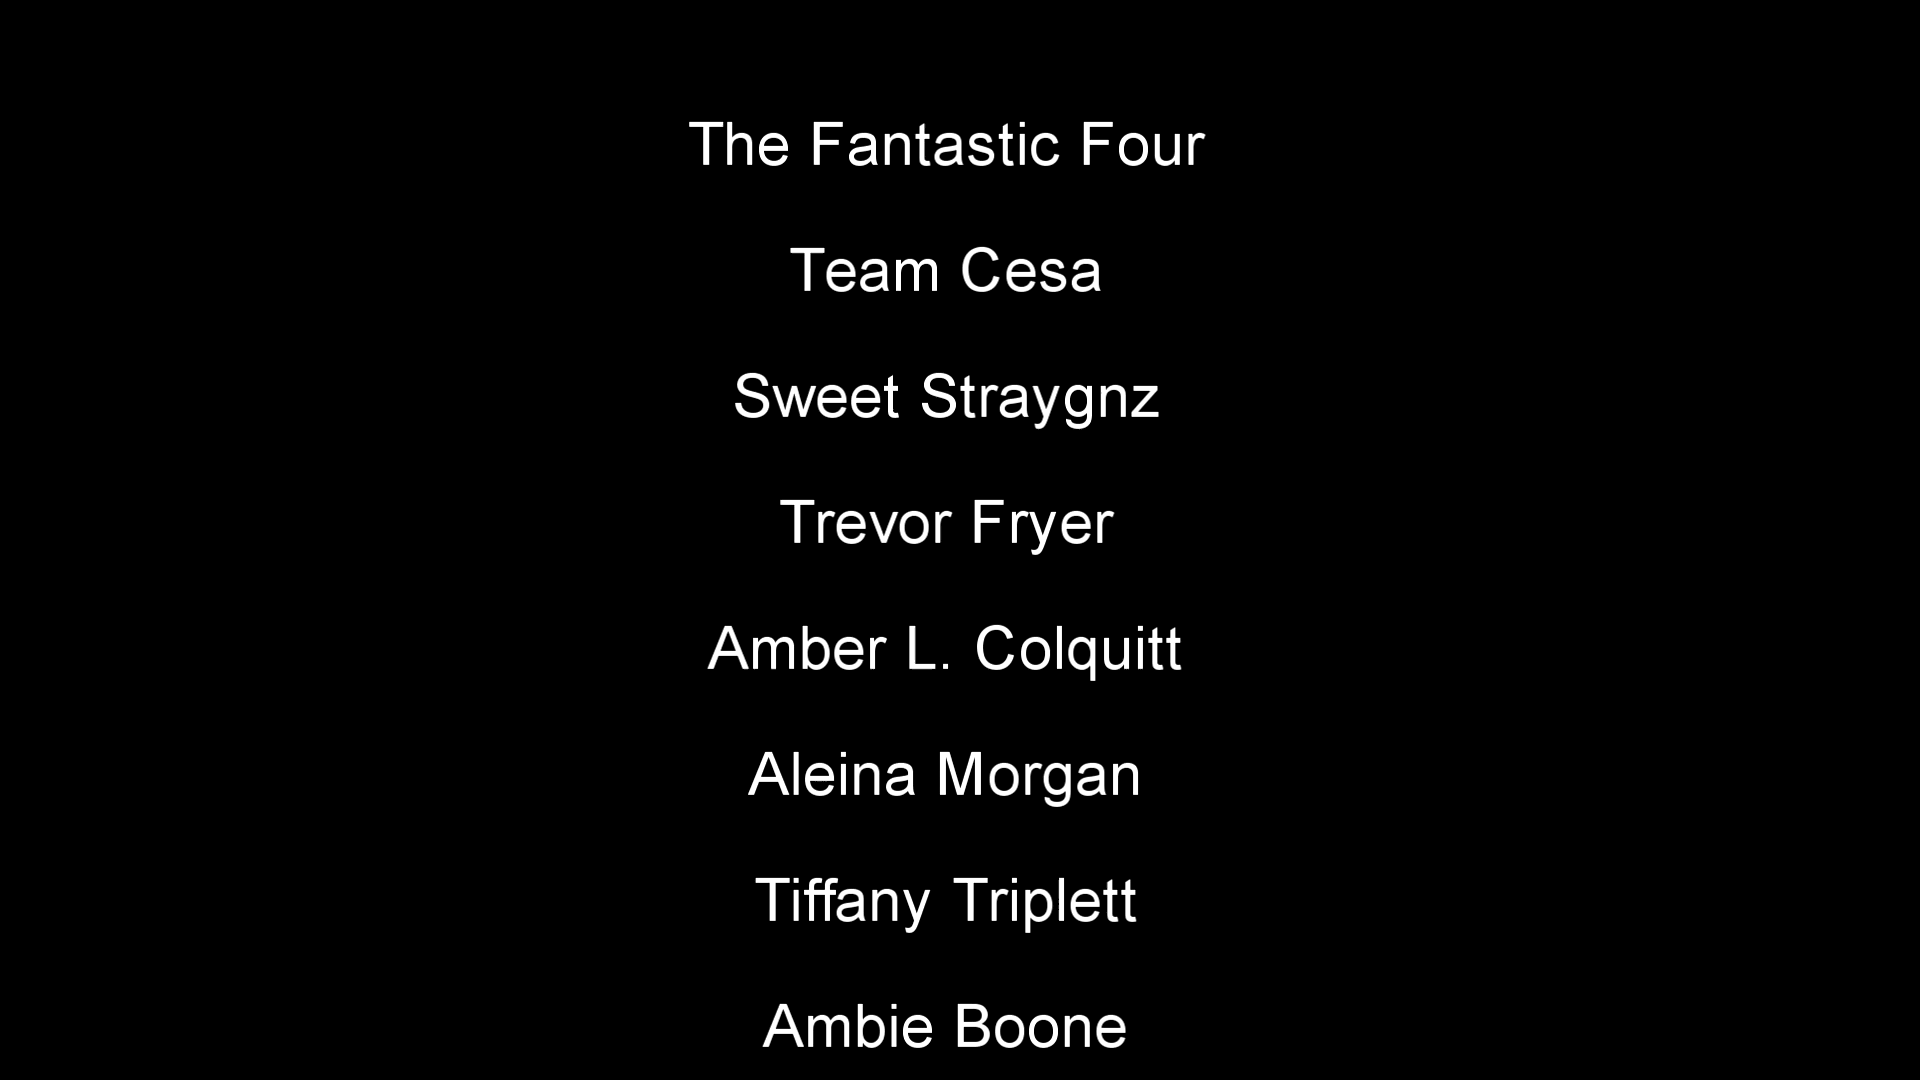 The Fantastic Four
Team Cesa
Sweet Straygnz
Trevor Fryer
Amber L. Colquitt
Aleina Morgan
Tiffany Triplett
Ambie Boone